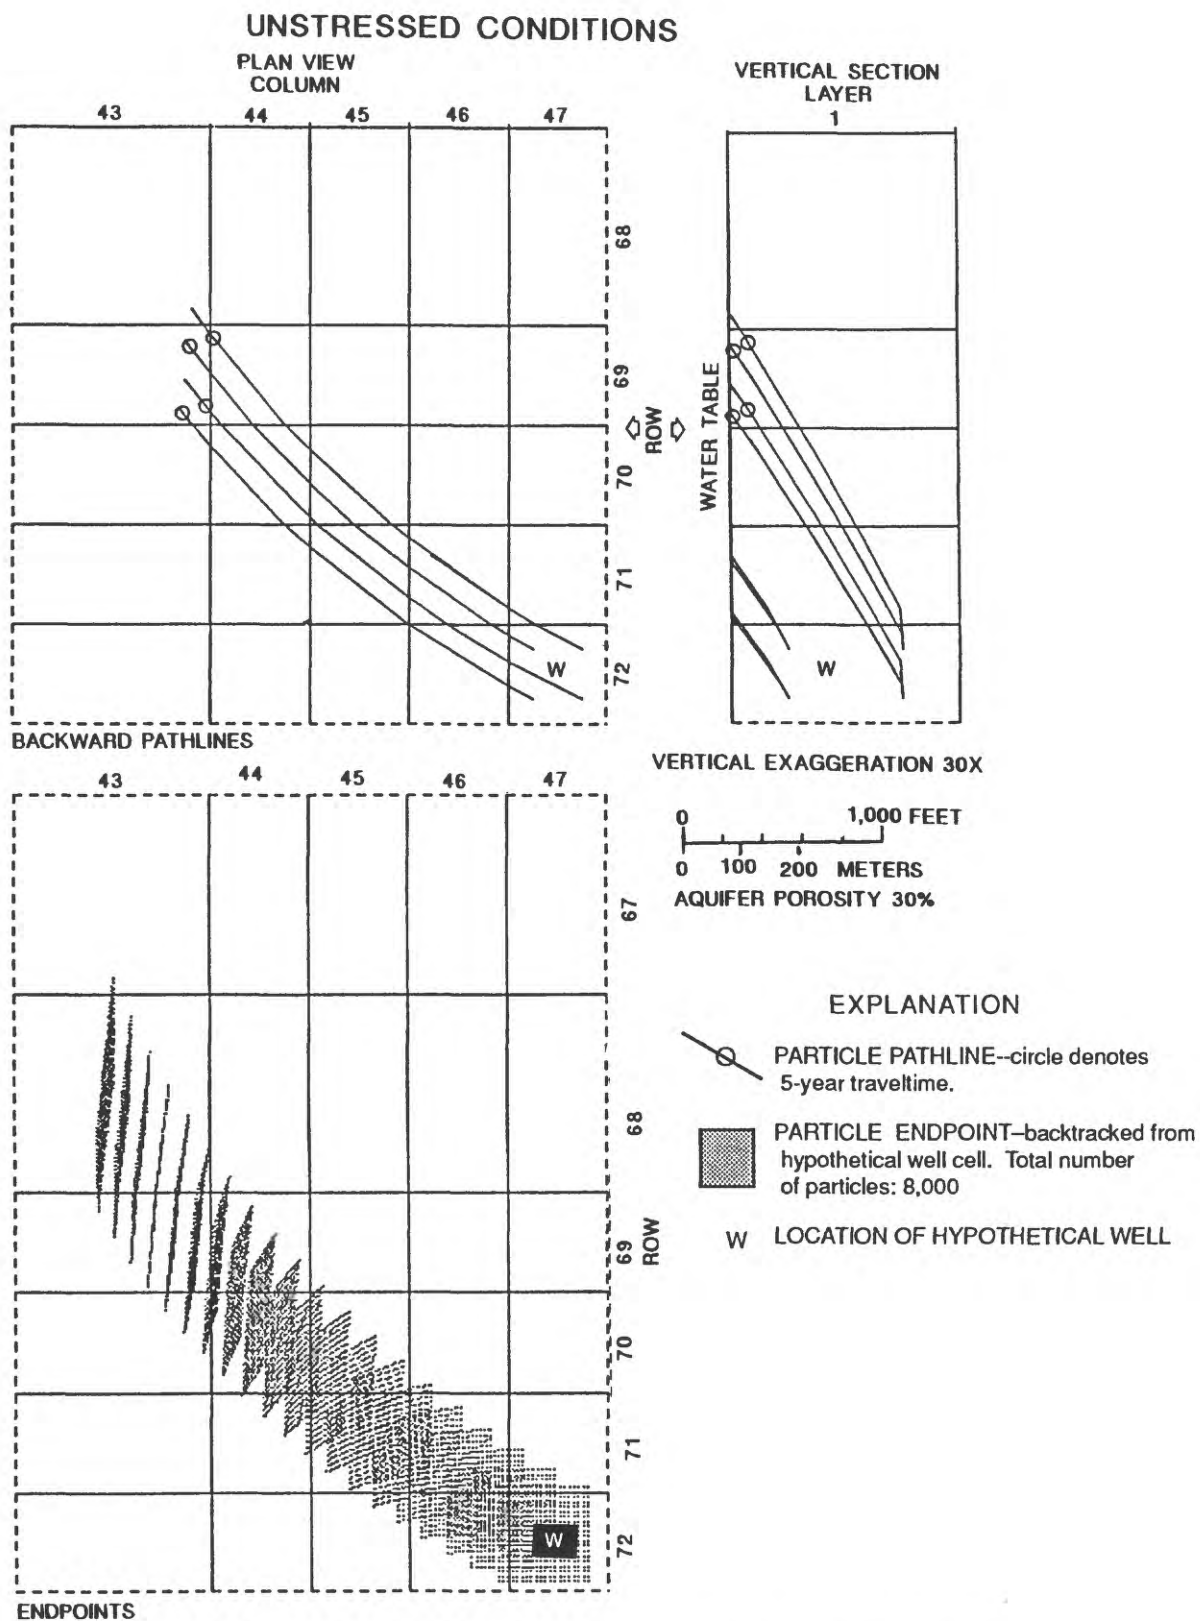 UNSTRESSED CONDITIONS
PLAN VIEW
COLUMN
43 44 45 46 47
68
69
70
71
72
ROW
W
BACKWARD PATHLINES
VERTICAL SECTION
LAYER
1
WATER TABLE
W
VERTICAL EXAGGERATION 30X
0 1,000 FEET
0 100 200 METERS
AQUIFER POROSITY 30%
43 44 45 46 47
67
68
69
70
71
72
ROW
W
ENDPOINTS
EXPLANATION
PARTICLE PATHLINE--circle denotes
5-year traveltime.
PARTICLE ENDPOINT–backtracked from
hypothetical well cell. Total number
of particles: 8,000
W LOCATION OF HYPOTHETICAL WELL